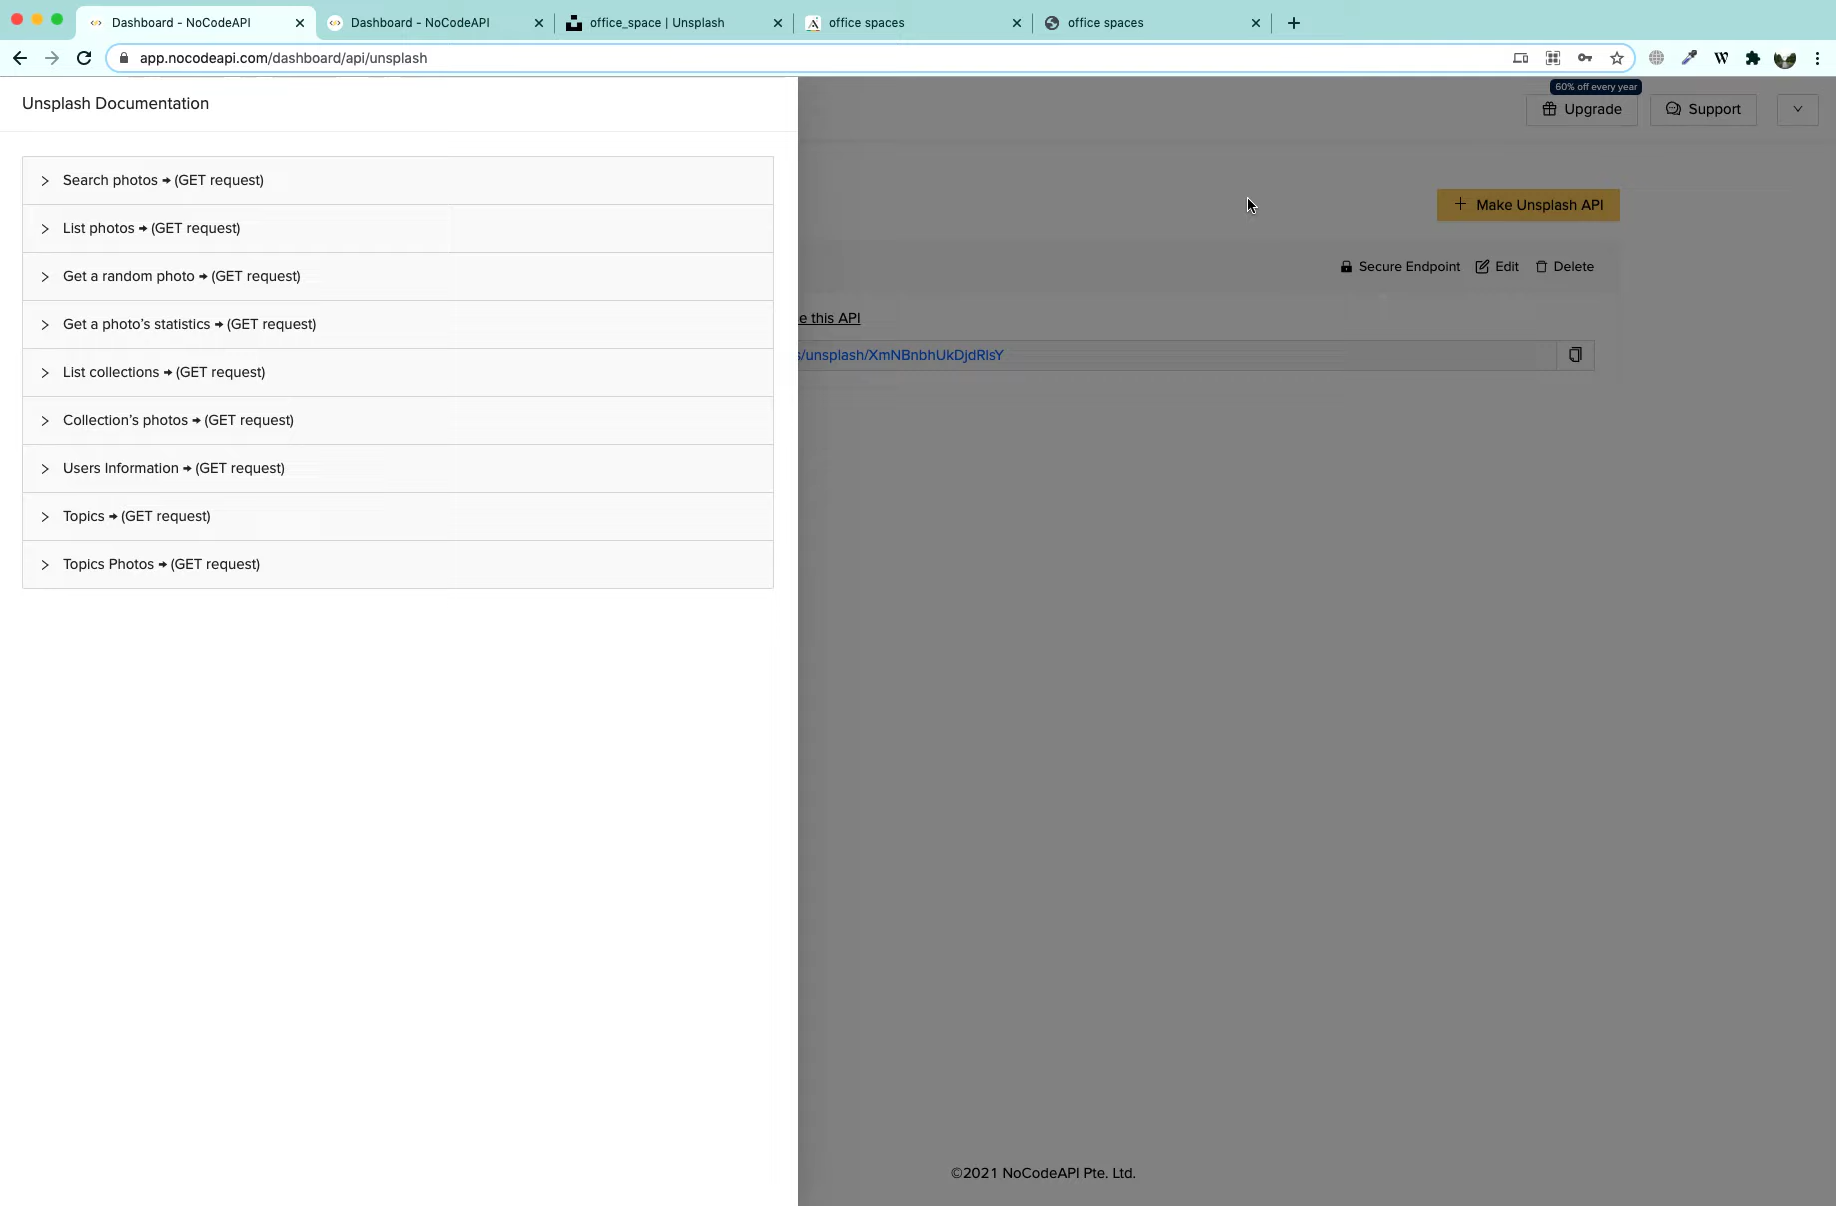 Dashboard - NoCodeAPI
Dashboard - NoCodeAPI
office_space | Unsplash
office spaces
office spaces
app.nocodeapi.com/dashboard/api/unsplash
Unsplash Documentation
60% off every year
Upgrade
Support
Search photos → (GET request)
List photos → (GET request)
Get a random photo → (GET request)
Get a photo’s statistics → (GET request)
List collections → (GET request)
Collection’s photos → (GET request)
Users Information → (GET request)
Topics → (GET request)
Topics Photos → (GET request)
Make Unsplash API
Secure Endpoint Edit Delete
e this API
s/unsplash/XmNBnbhUkDjdRlsY
©2021 NoCodeAPI Pte. Ltd.